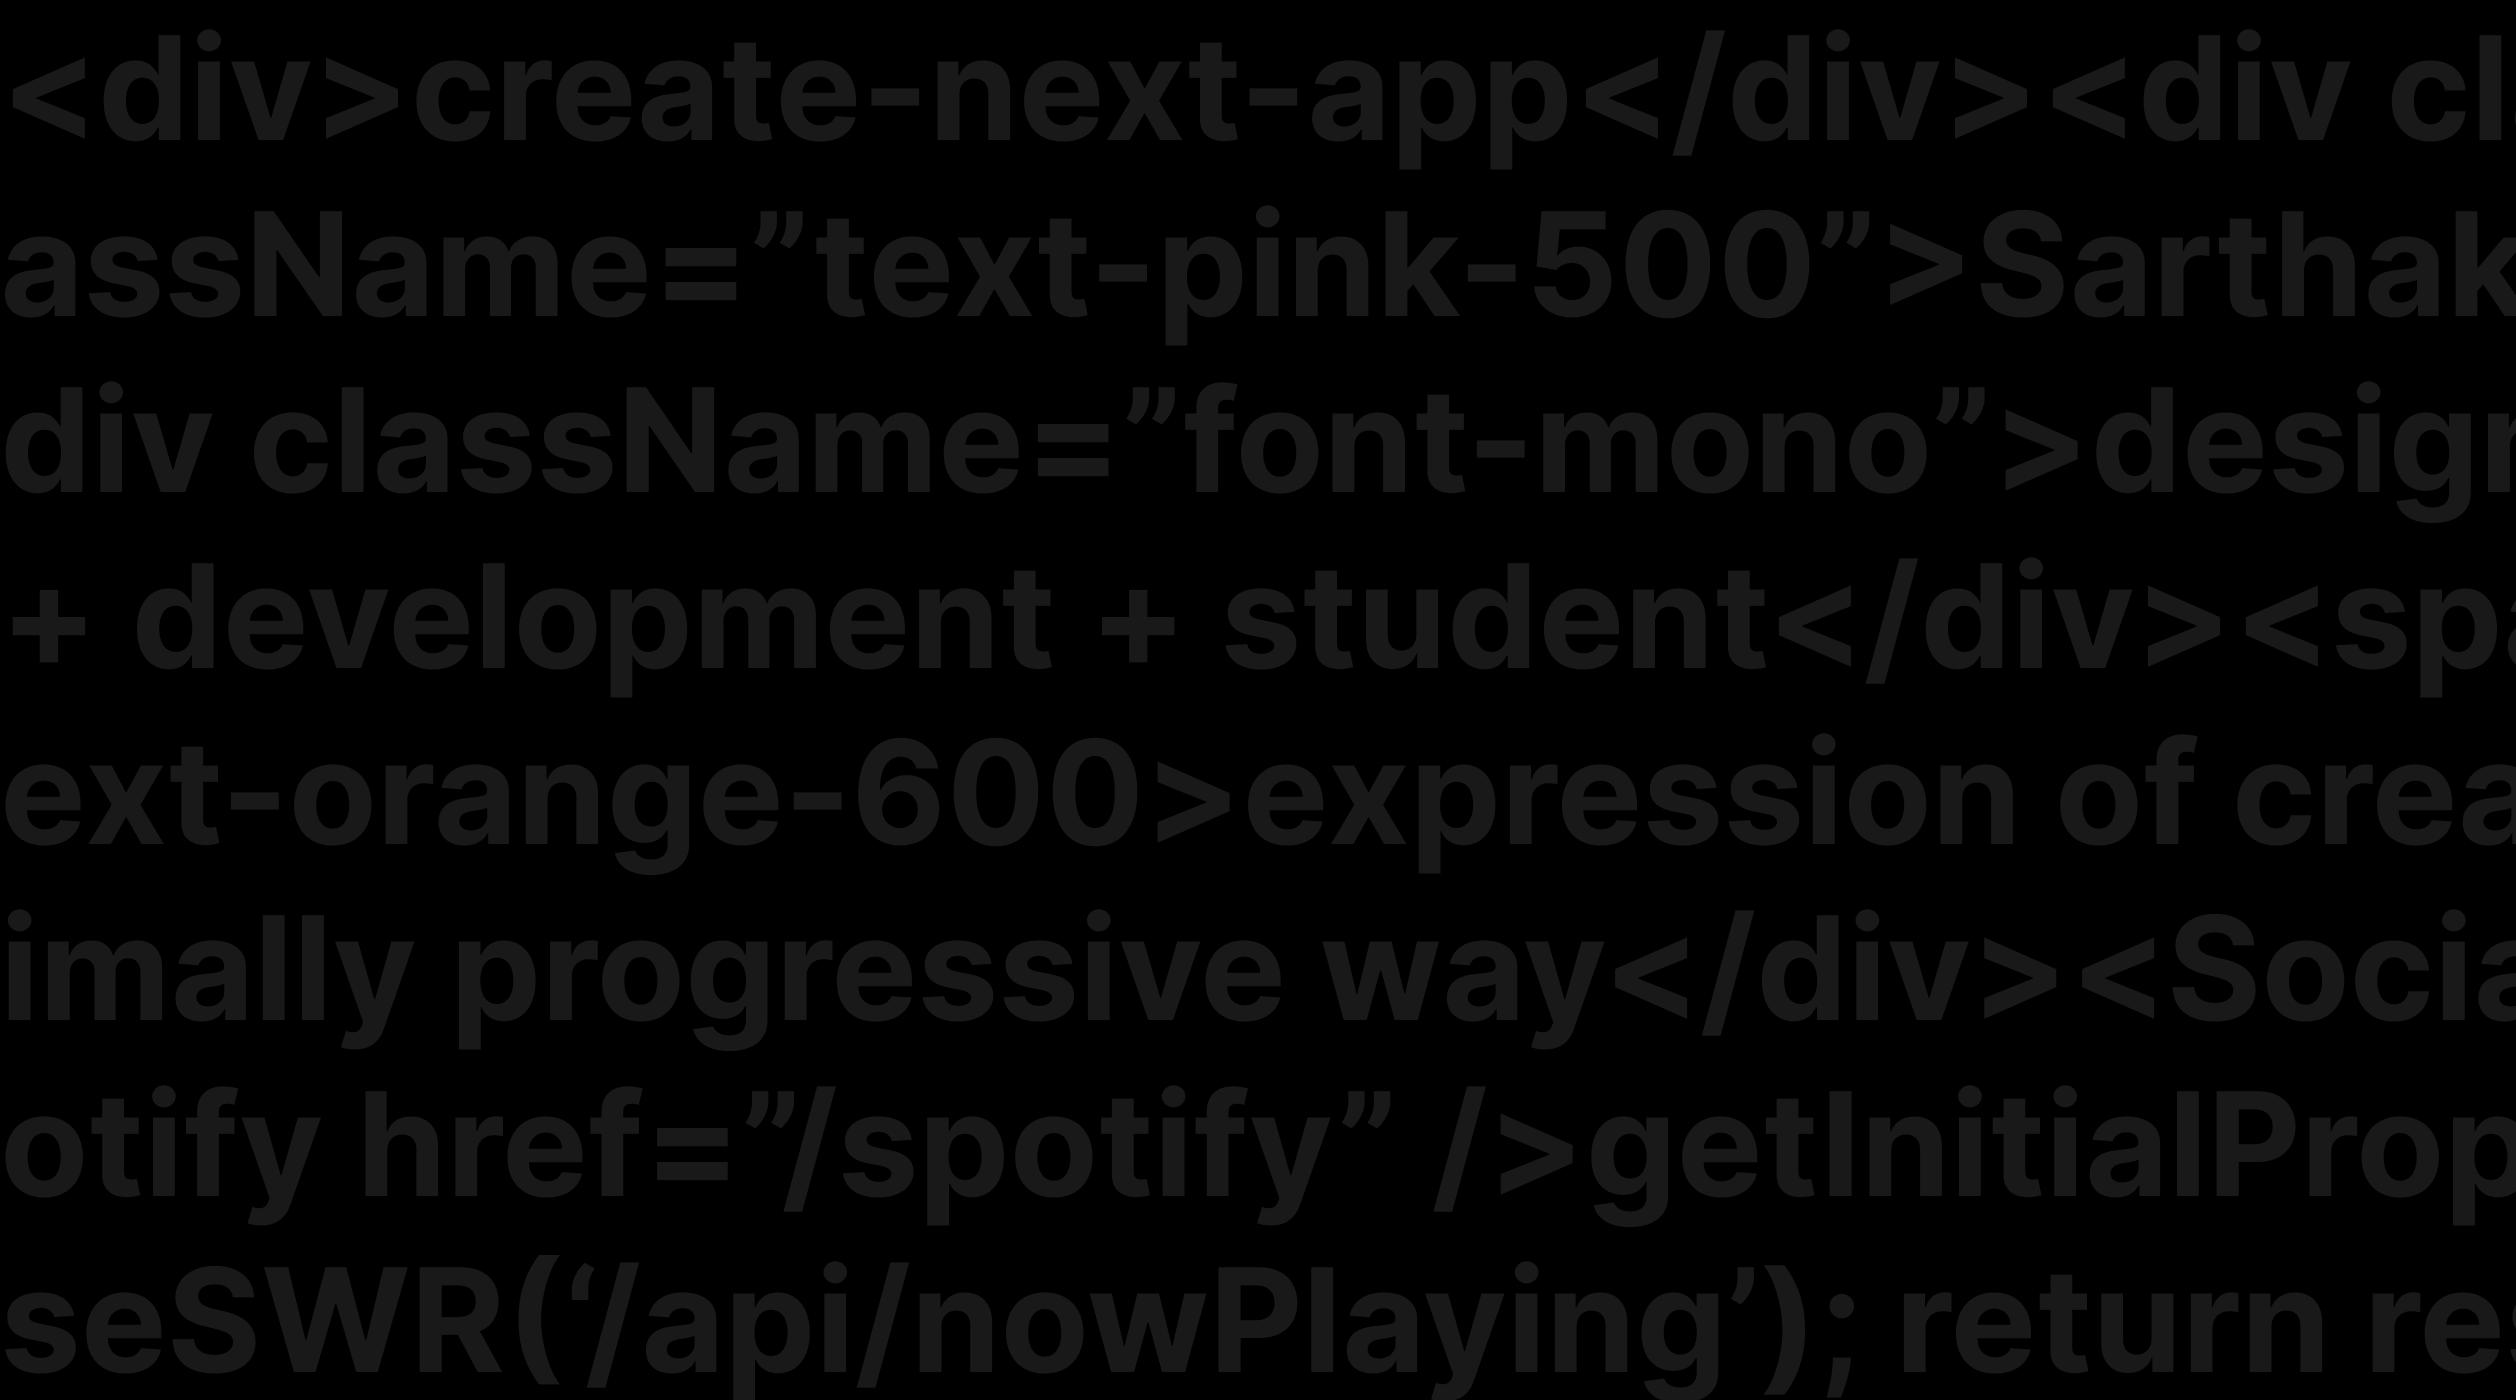 <div>create-next-app</div><div cl
assName=”text-pink-500”>Sarthak
div className=”font-mono”>design
+ development + student</div><spa
ext-orange-600>expression of crea
imally progressive way</div><Socia
otify href=”/spotify” />getInitialProp
seSWR(‘/api/nowPlaying’); return res